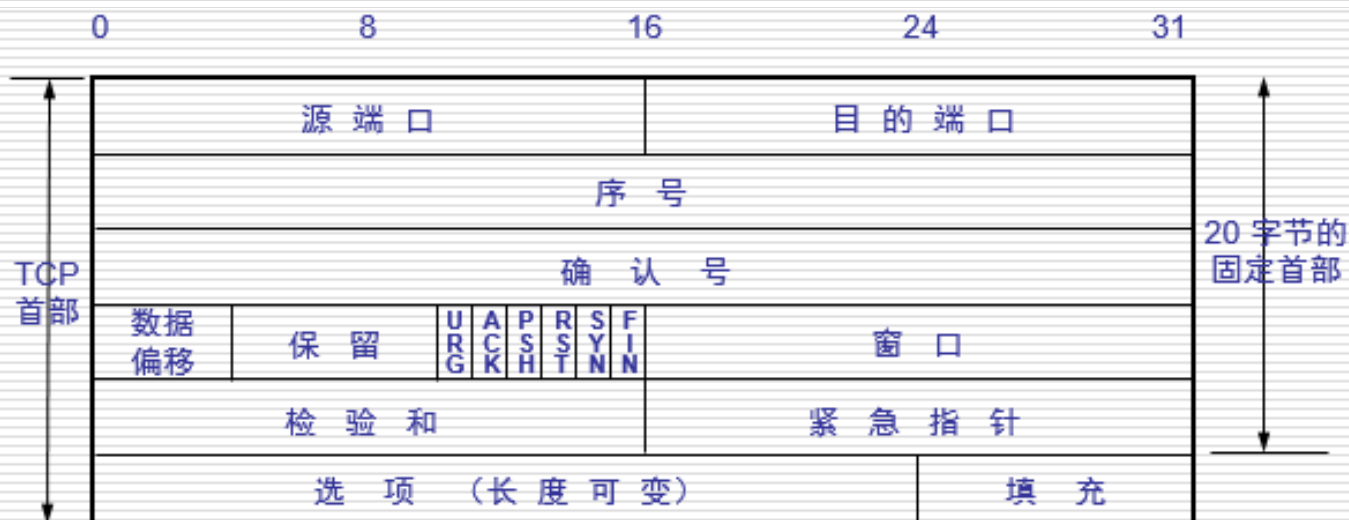 0 8 16 24 31
源端口 目的端口
序号
确认号
TCP
首部
20 字节的
固定首部
数据
偏移
保留
URG ACK PSH RST SYN FIN
窗口
检验和 紧急指针
选项（长度可变） 填充